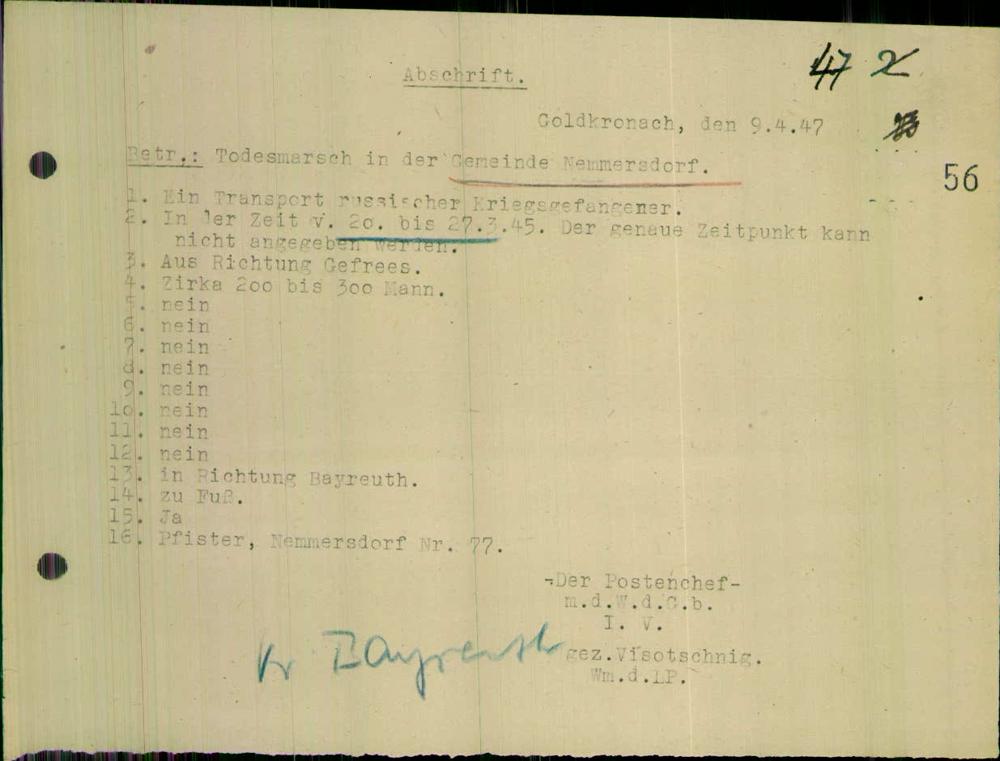 47 2
Abschrift.
Goldkronach, den 9.4.47
56
Betr.: Todesmarsch in der Gemeinde Nemmersdorf.
1. Ein Transport russischer Kriegsgefangener.
2. In der Zeit v. 2o. bis 27.3.45. Der genaue Zeitpunkt kann
nicht angegeben werden.
3. Aus Richtung Gefrees.
4. Zirka 2oo bis 3oo Mann.
5. nein
6. nein
7. nein
8. nein
9. nein
1o. nein
11. nein
12. nein
13. in Richtung Bayreuth.
14. zu Fuß.
15. Ja
16. Pfister, Nemmersdorf Nr. 77.
-Der Postenchef-
m.d.W.d.G.b.
I. V.
gez.Visotschnig.
Wm.d.LP.
Kr Bayreuth